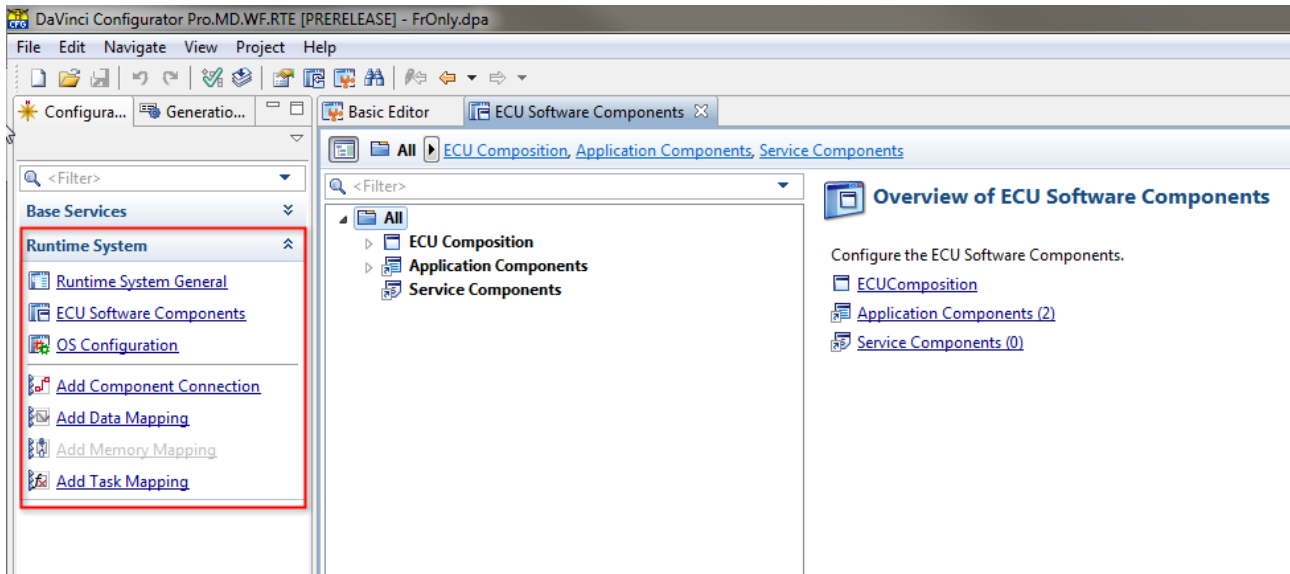 DaVinci Configurator Pro.MD.WF.RTE [PRERELEASE] - FrOnly.dpa
File Edit Navigate View Project Help
Configura... Generatio...
Basic Editor ECU Software Components
All ECU Composition, Application Components, Service Components
<Filter>
Base Services
Runtime System
Runtime System General
ECU Software Components
OS Configuration
Add Component Connection
Add Data Mapping
Add Memory Mapping
Add Task Mapping
<Filter>
All
ECU Composition
Application Components
Service Components
Overview of ECU Software Components
Configure the ECU Software Components.
ECUComposition
Application Components (2)
Service Components (0)